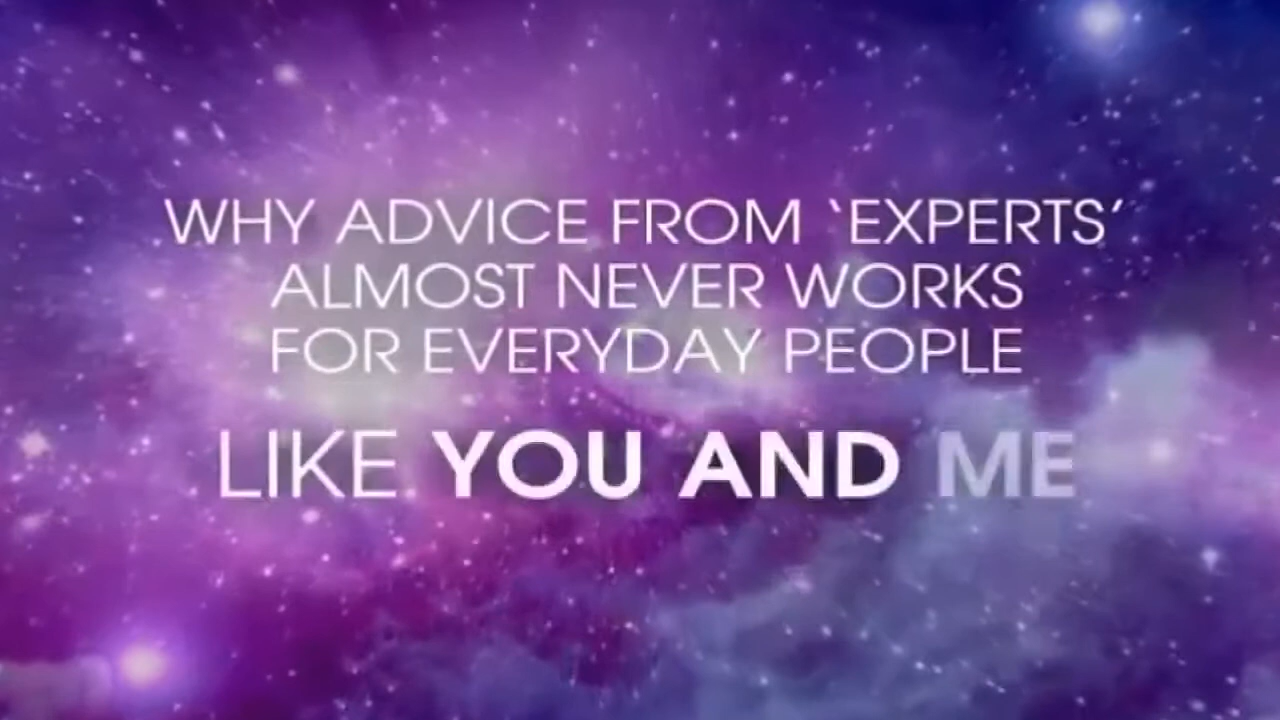 WHY ADVICE FROM ‘EXPERTS’
ALMOST NEVER WORKS
FOR EVERYDAY PEOPLE
LIKE YOU AND ME